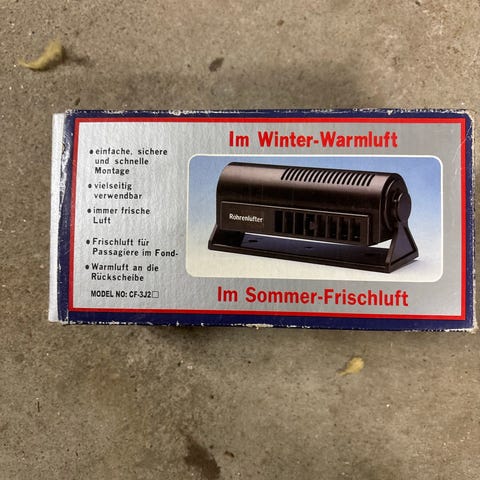 Im Winter-Warmluft
● einfache, sichere
und schnelle
Montage
● vielseitig
verwendbar
● immer frische
Luft
● Frischluft für
Passagiere im Fond-
● Warmluft an die
Rückscheibe
MODEL NO: CF-3J2□
Rohrenlufter
Im Sommer-Frischluft